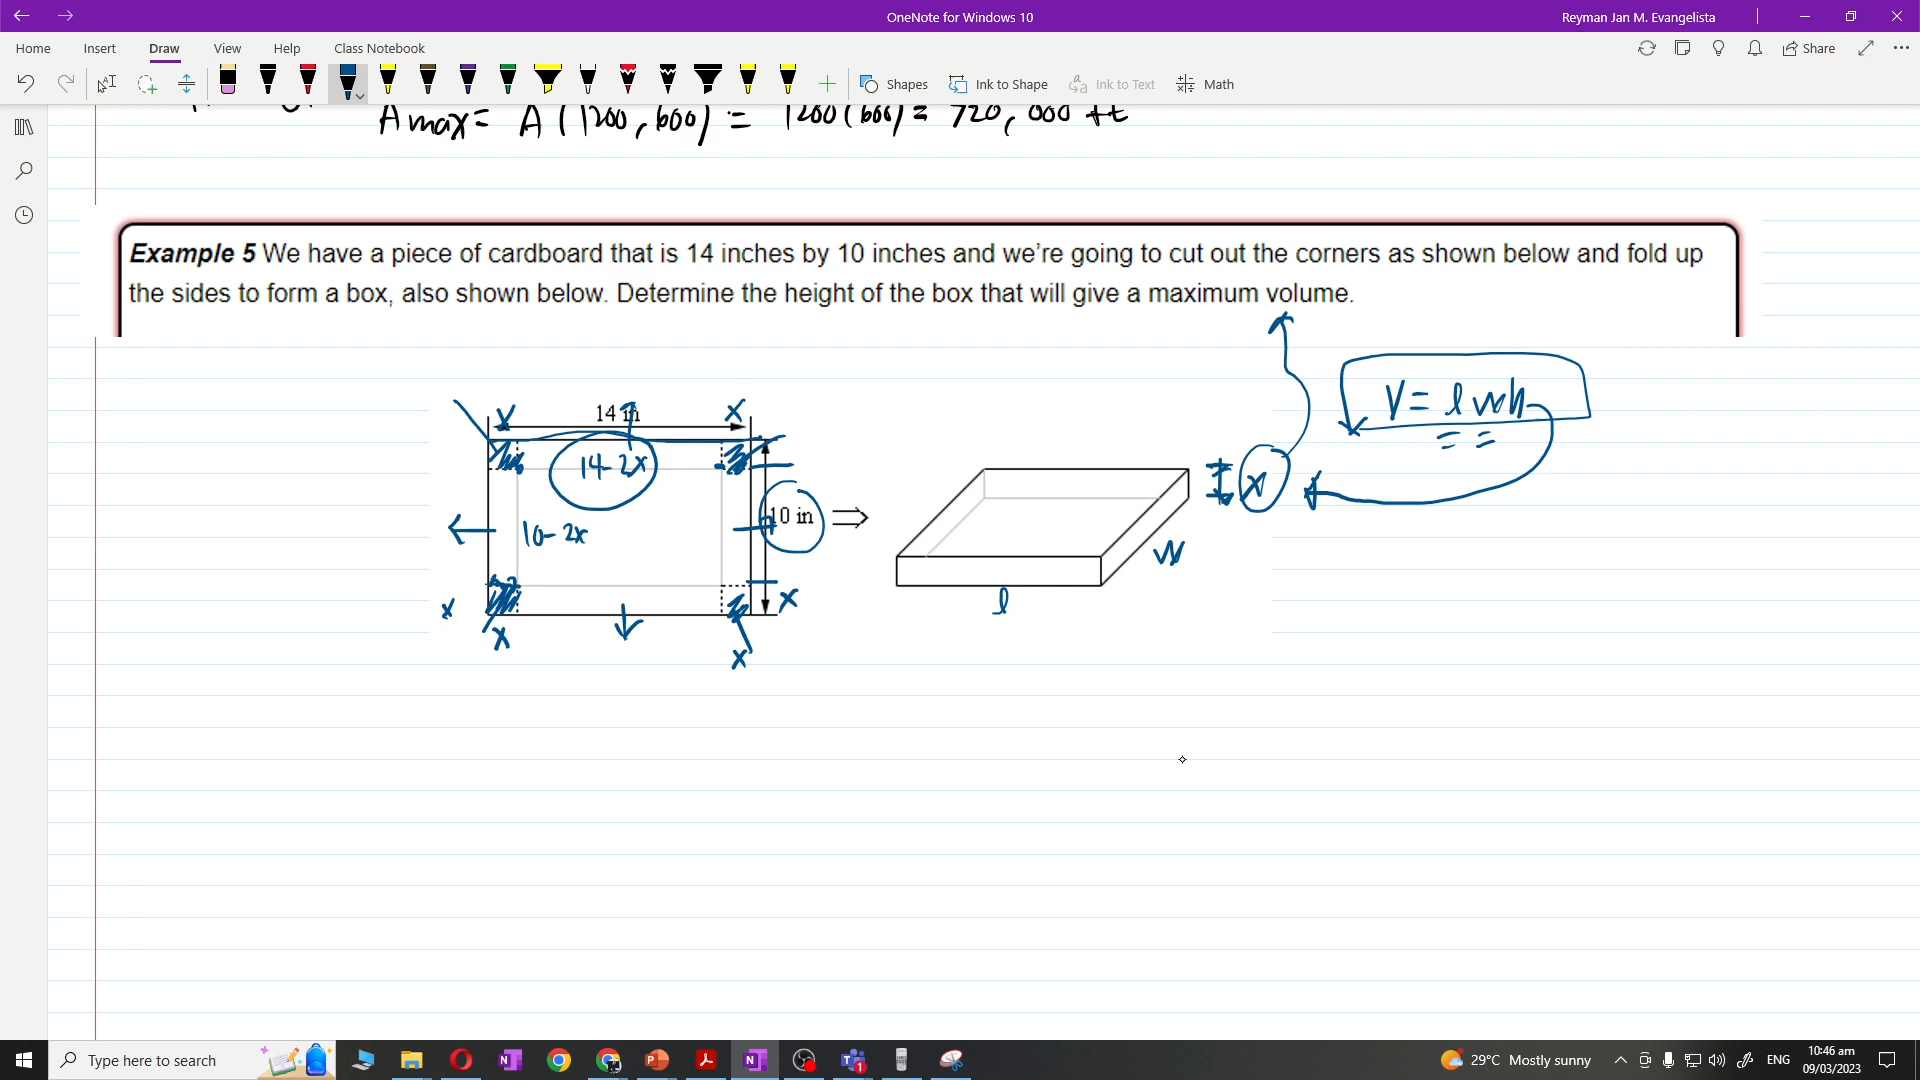 OneNote for Windows 10
Reyman Jan M. Evangelista
Home Insert Draw View Help Class Notebook
Share
Shapes Ink to Shape Ink to Text Math
A max = A (1200, 600) = 1200 (600) = 720, 000 ft
Example 5 We have a piece of cardboard that is 14 inches by 10 inches and we're going to cut out the corners as shown below and fold up
the sides to form a box, also shown below. Determine the height of the box that will give a maximum volume.
V = l w h
x 14 in x
14 - 2x
x
10 in
10 - 2x
w
x x l
x x
Type here to search
29°C Mostly sunny
ENG
10:46 am
09/03/2023